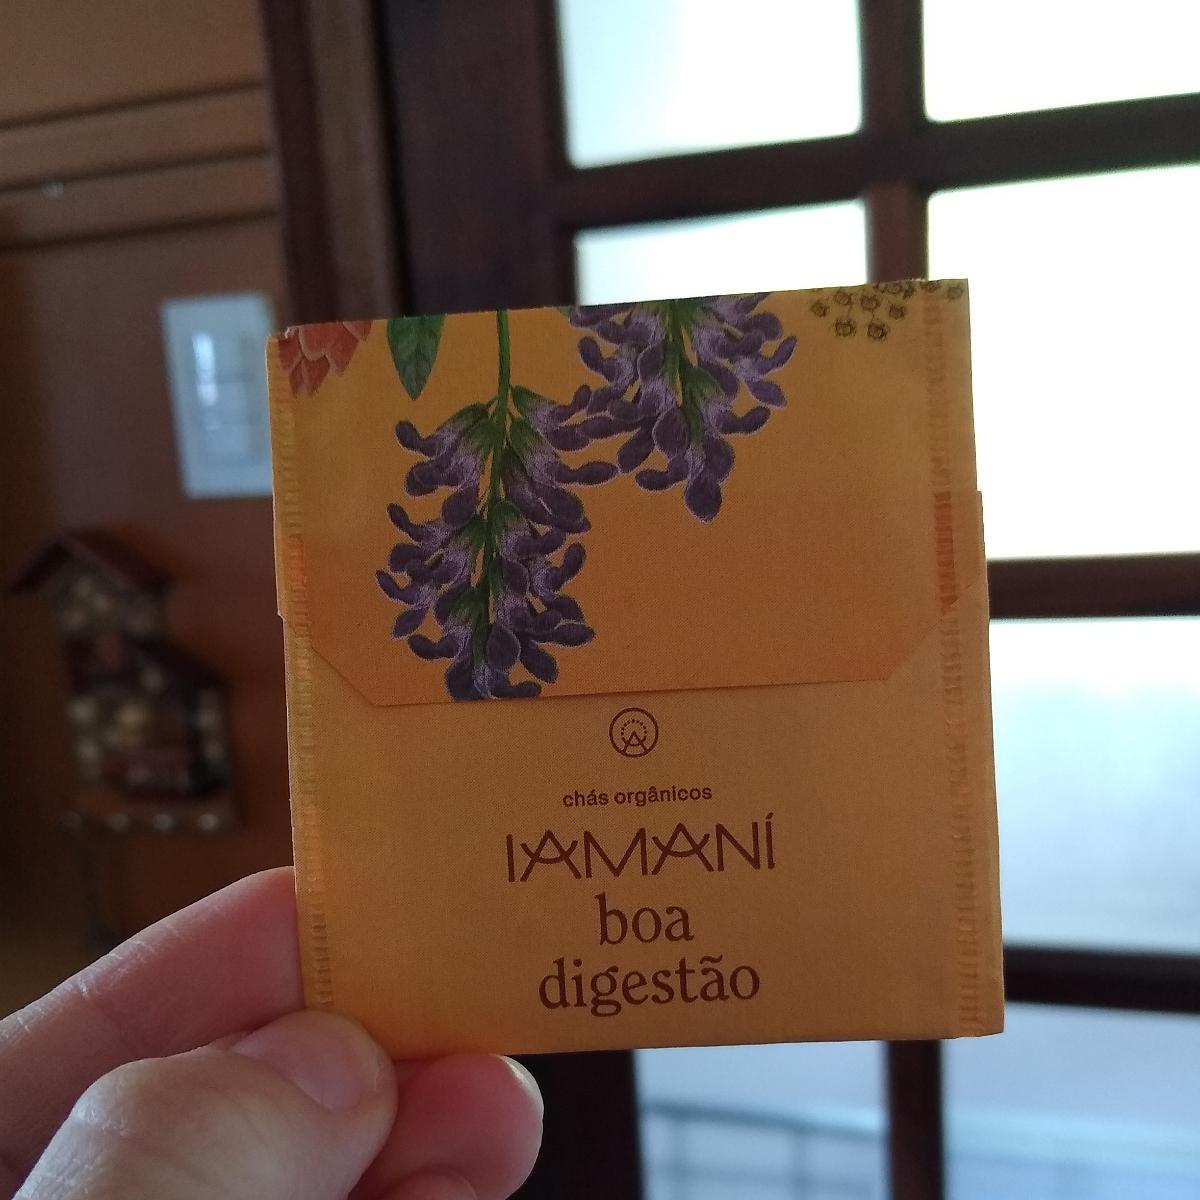 chás orgânicos
IAMANÍ
boa
digestão